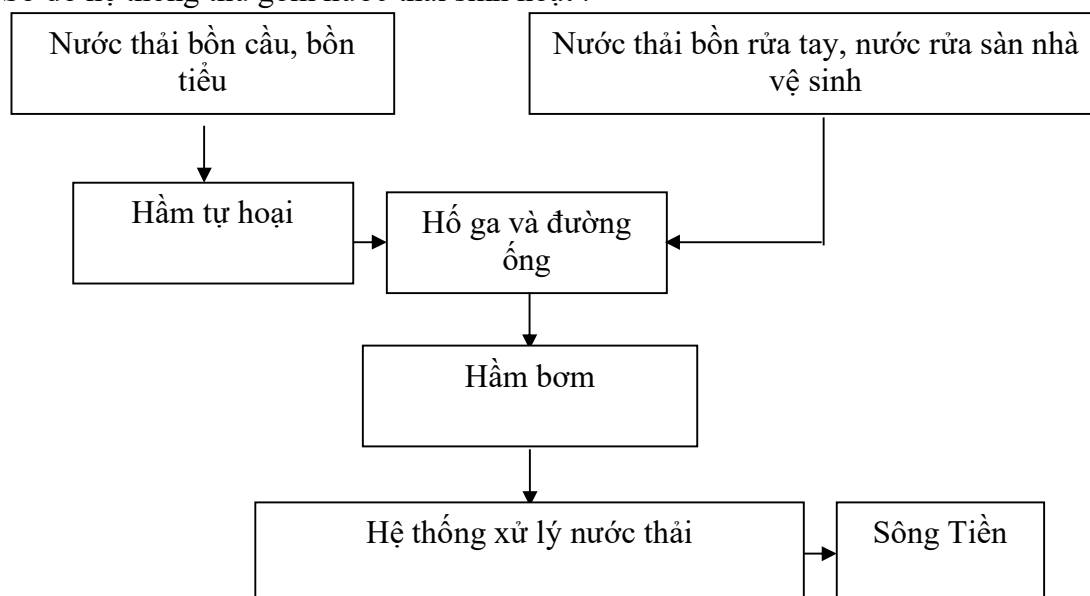 Nước thải bồn cầu, bồn
tiểu
Nước thải bồn rửa tay, nước rửa sàn nhà
vệ sinh
Hầm tự hoại
Hố ga và đường
ống
Hầm bơm
Hệ thống xử lý nước thải
Sông Tiền